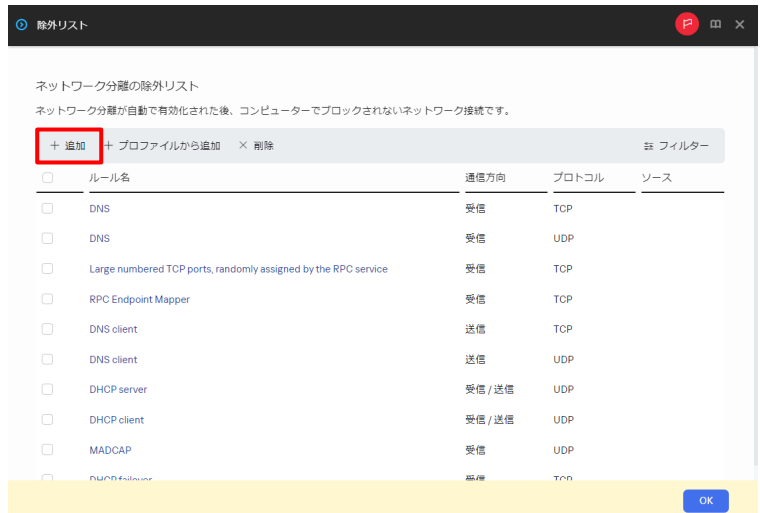 除外リスト
ネットワーク分離の除外リスト
ネットワーク分離が自動で有効化された後、コンピューターでブロックされないネットワーク接続です。
＋ 追加 ＋ プロファイルから追加 × 削除 フィルター
ルール名 通信方向 プロトコル ソース
DNS 受信 TCP
DNS 受信 UDP
Large numbered TCP ports, randomly assigned by the RPC service 受信 TCP
RPC Endpoint Mapper 受信 TCP
DNS client 送信 TCP
DNS client 送信 UDP
DHCP server 受信 / 送信 UDP
DHCP client 受信 / 送信 UDP
MADCAP 受信 UDP
DHCP failover 受信 TCP
OK